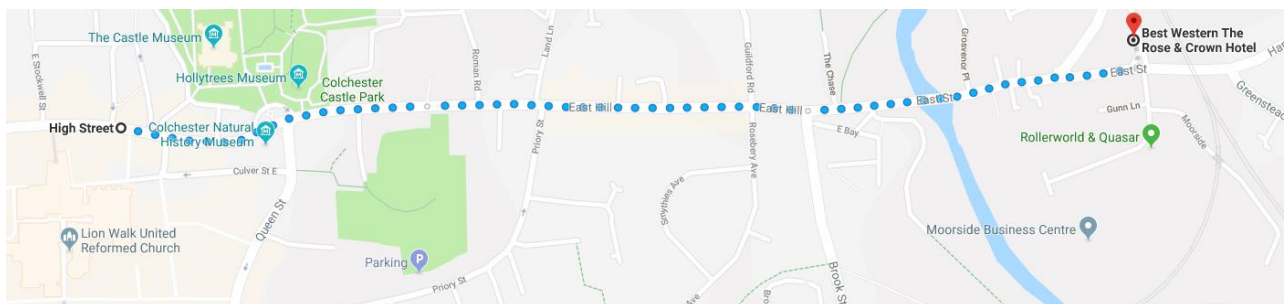 The Castle Museum
Hollytrees Museum
Colchester
Castle Park
E Stockwell St
High Street
Colchester Natural
History Museum
Culver St E
Queen St
Lion Walk United
Reformed Church
Parking
P
Priory St
Priory St
Roman Rd
Land Ln
East Hill
Smythies Ave
Guildford Rd
Rosebery Ave
East Hill
The Chase
E Bay
Brook St
Grosvenor Pl
East St
East St
Best Western The
Rose & Crown Hotel
Gunn Ln
Moorside
Greenstead
Rollerworld & Quasar
Moorside Business Centre